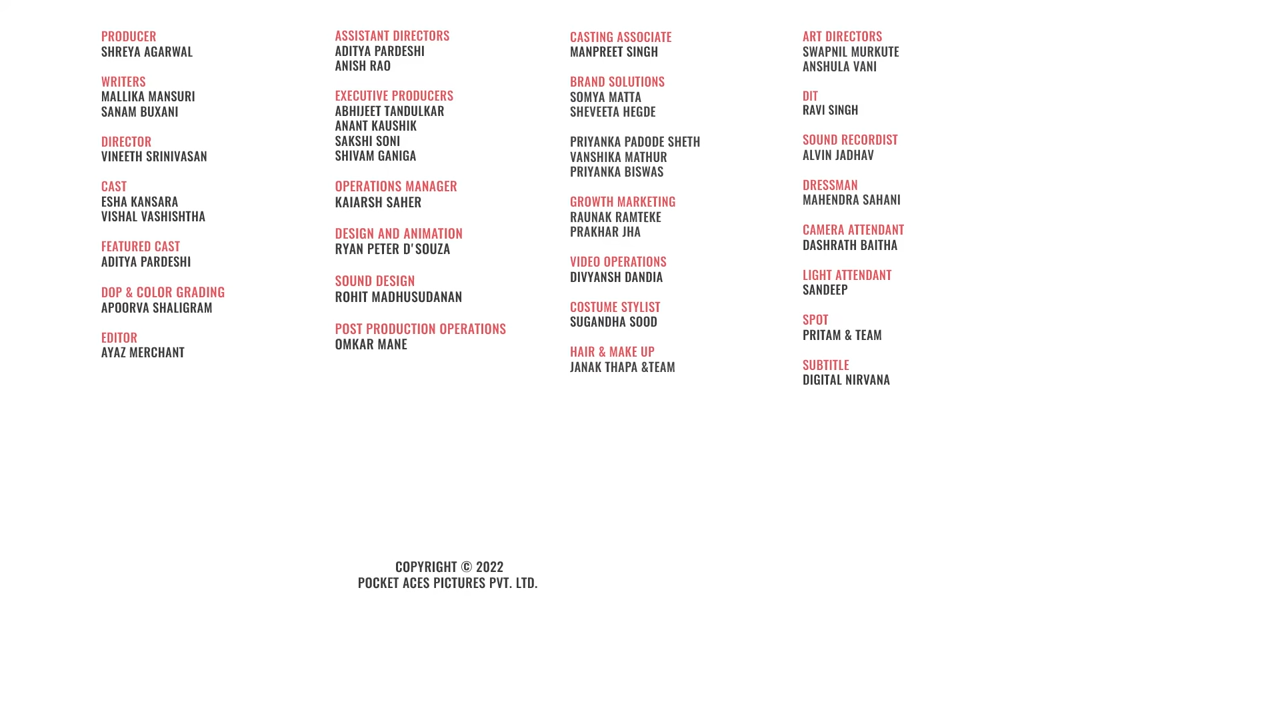 PRODUCER
SHREYA AGARWAL
WRITERS
MALLIKA MANSURI
SANAM BUXANI
DIRECTOR
VINEETH SRINIVASAN
CAST
ESHA KANSARA
VISHAL VASHISHTHA
FEATURED CAST
ADITYA PARDESHI
DOP & COLOR GRADING
APOORVA SHALIGRAM
EDITOR
AYAZ MERCHANT
ASSISTANT DIRECTORS
ADITYA PARDESHI
ANISH RAO
EXECUTIVE PRODUCERS
ABHIJEET TANDULKAR
ANANT KAUSHIK
SAKSHI SONI
SHIVAM GANIGA
OPERATIONS MANAGER
KAIARSH SAHER
DESIGN AND ANIMATION
RYAN PETER D'SOUZA
SOUND DESIGN
ROHIT MADHUSUDANAN
POST PRODUCTION OPERATIONS
OMKAR MANE
CASTING ASSOCIATE
MANPREET SINGH
BRAND SOLUTIONS
SOMYA MATTA
SHEVEETA HEGDE
PRIYANKA PADODE SHETH
VANSHIKA MATHUR
PRIYANKA BISWAS
GROWTH MARKETING
RAUNAK RAMTEKE
PRAKHAR JHA
VIDEO OPERATIONS
DIVYANSH DANDIA
COSTUME STYLIST
SUGANDHA SOOD
HAIR & MAKE UP
JANAK THAPA &TEAM
ART DIRECTORS
SWAPNIL MURKUTE
ANSHULA VANI
DIT
RAVI SINGH
SOUND RECORDIST
ALVIN JADHAV
DRESSMAN
MAHENDRA SAHANI
CAMERA ATTENDANT
DASHRATH BAITHA
LIGHT ATTENDANT
SANDEEP
SPOT
PRITAM & TEAM
SUBTITLE
DIGITAL NIRVANA
COPYRIGHT © 2022
POCKET ACES PICTURES PVT. LTD.